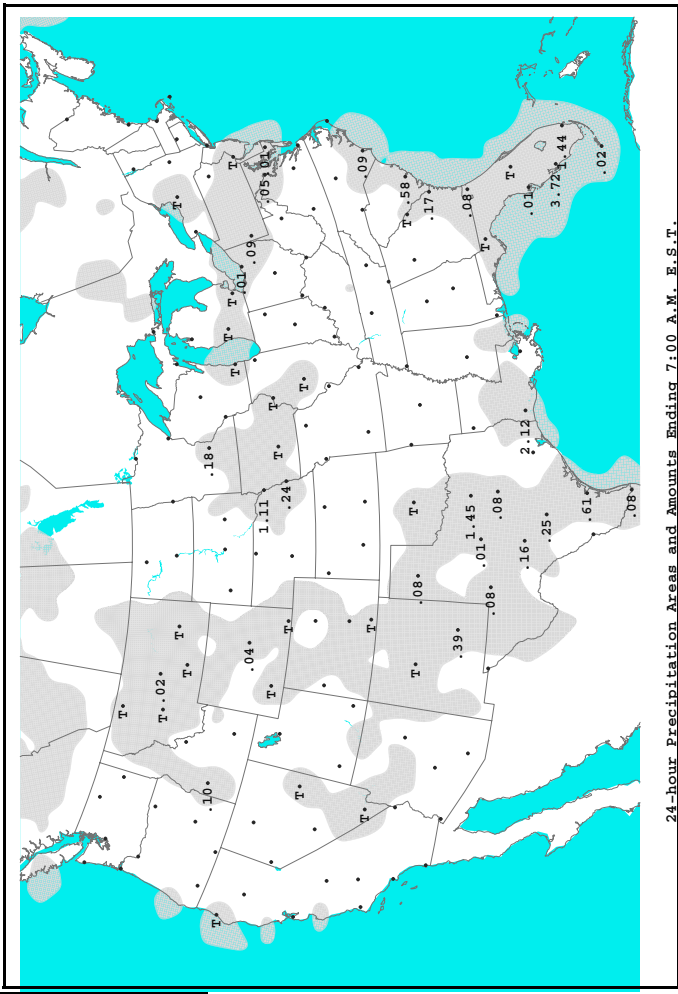 T
T .02
T
T
T
.10
.18
T
T
T
T
T
.01
.04
.09
1.11
.05
.01
T
T
T
.24
T
T
T
.09
T
T
.58
T
T
T
.08
.17
.39
.08
1.45
.01
T
.08
.08
T
.16
2.12
.01
.25
3.72
1.44
.61
.02
.08
24-hour Precipitation Areas and Amounts Ending 7:00 A.M. E.S.T.